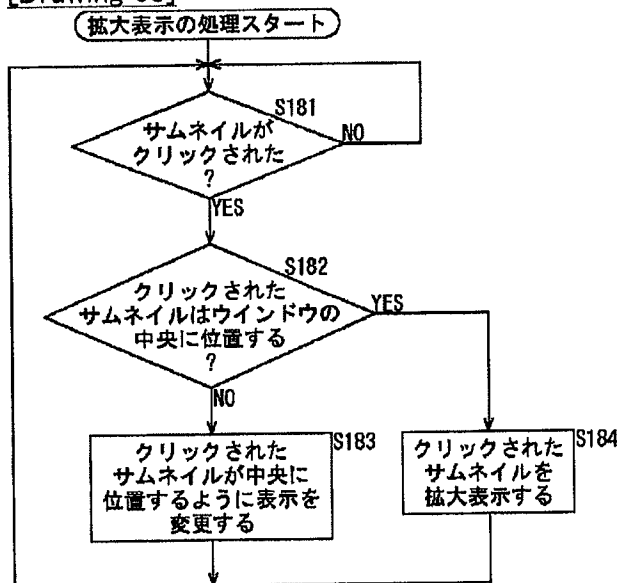 拡大表示の処理スタート
S181
サムネイルが
クリックされた
?
NO
YES
S182
クリックされた
サムネイルはウインドウの
中央に位置する
?
YES
NO
S183
クリックされた
サムネイルが中央に
位置するように表示を
変更する
S184
クリックされた
サムネイルを
拡大表示する